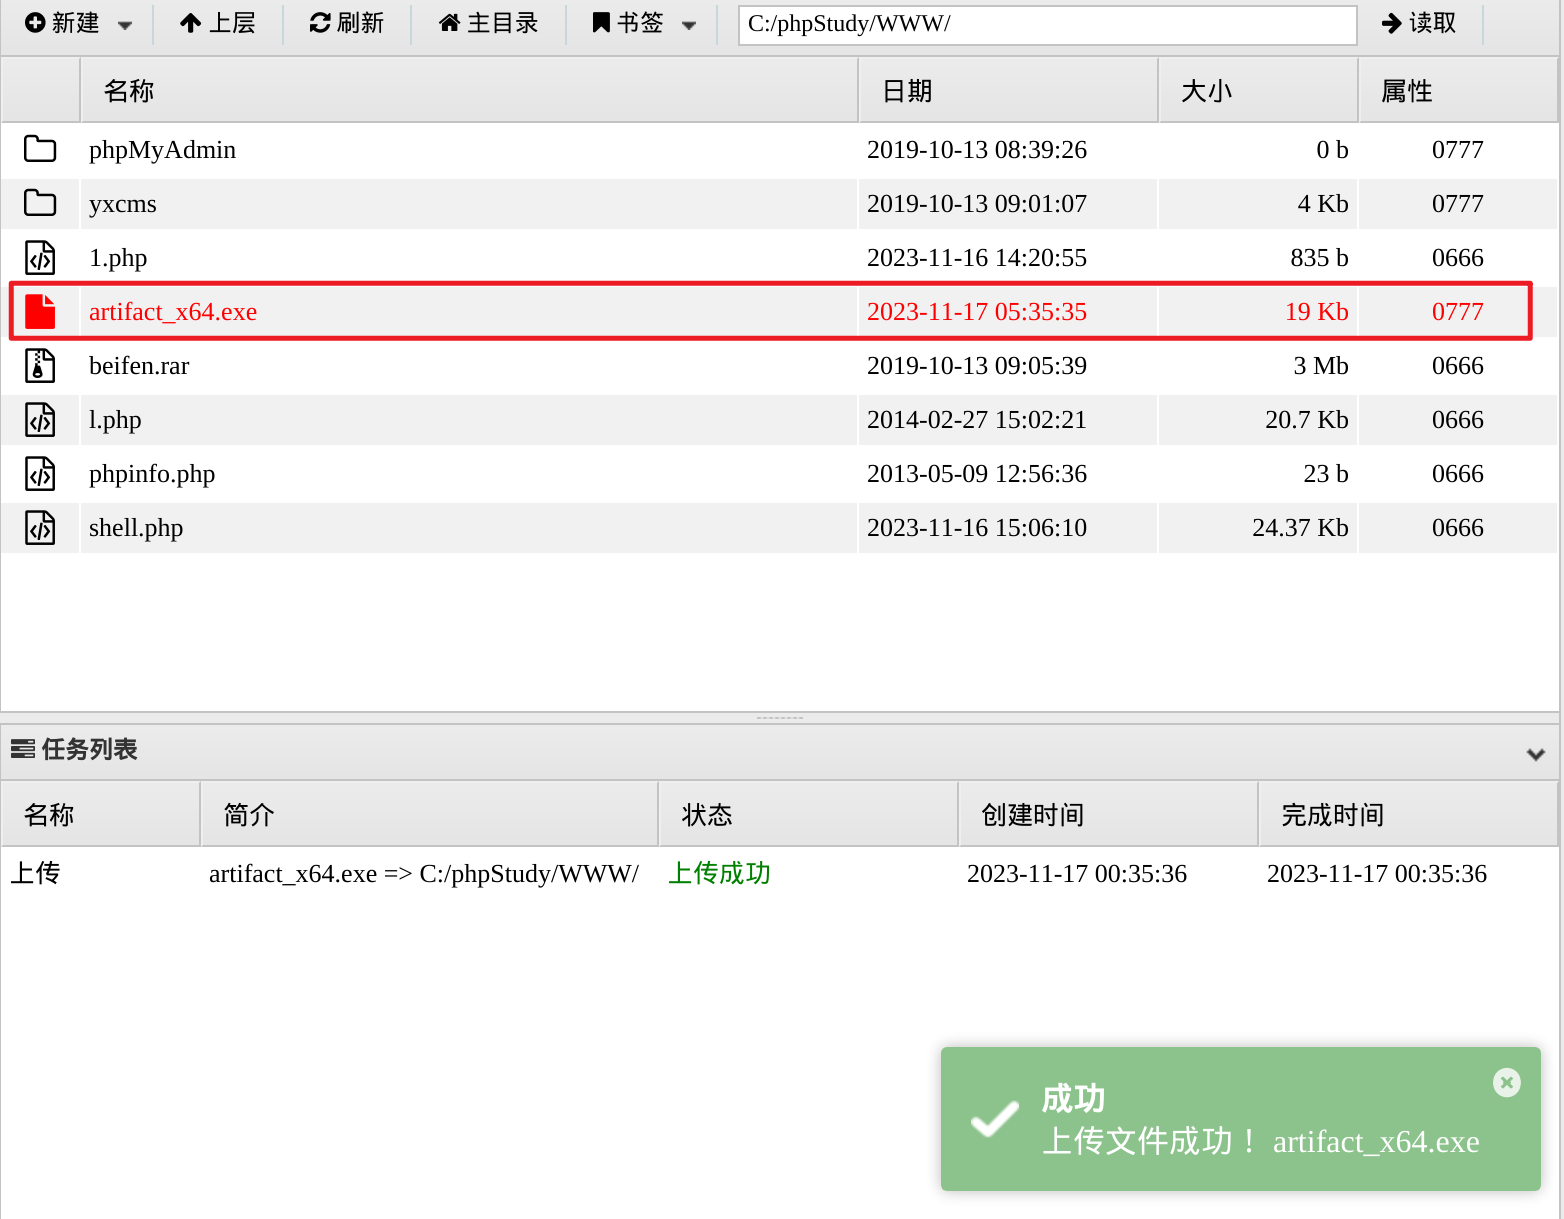 新建 上层 刷新 主目录 书签 C:/phpStudy/WWW/ 读取
名称 日期 大小 属性
phpMyAdmin 2019-10-13 08:39:26 0 b 0777
yxcms 2019-10-13 09:01:07 4 Kb 0777
1.php 2023-11-16 14:20:55 835 b 0666
artifact_x64.exe 2023-11-17 05:35:35 19 Kb 0777
beifen.rar 2019-10-13 09:05:39 3 Mb 0666
l.php 2014-02-27 15:02:21 20.7 Kb 0666
phpinfo.php 2013-05-09 12:56:36 23 b 0666
shell.php 2023-11-16 15:06:10 24.37 Kb 0666
任务列表
名称 简介 状态 创建时间 完成时间
上传 artifact_x64.exe => C:/phpStudy/WWW/ 上传成功 2023-11-17 00:35:36 2023-11-17 00:35:36
成功
上传文件成功！ artifact_x64.exe